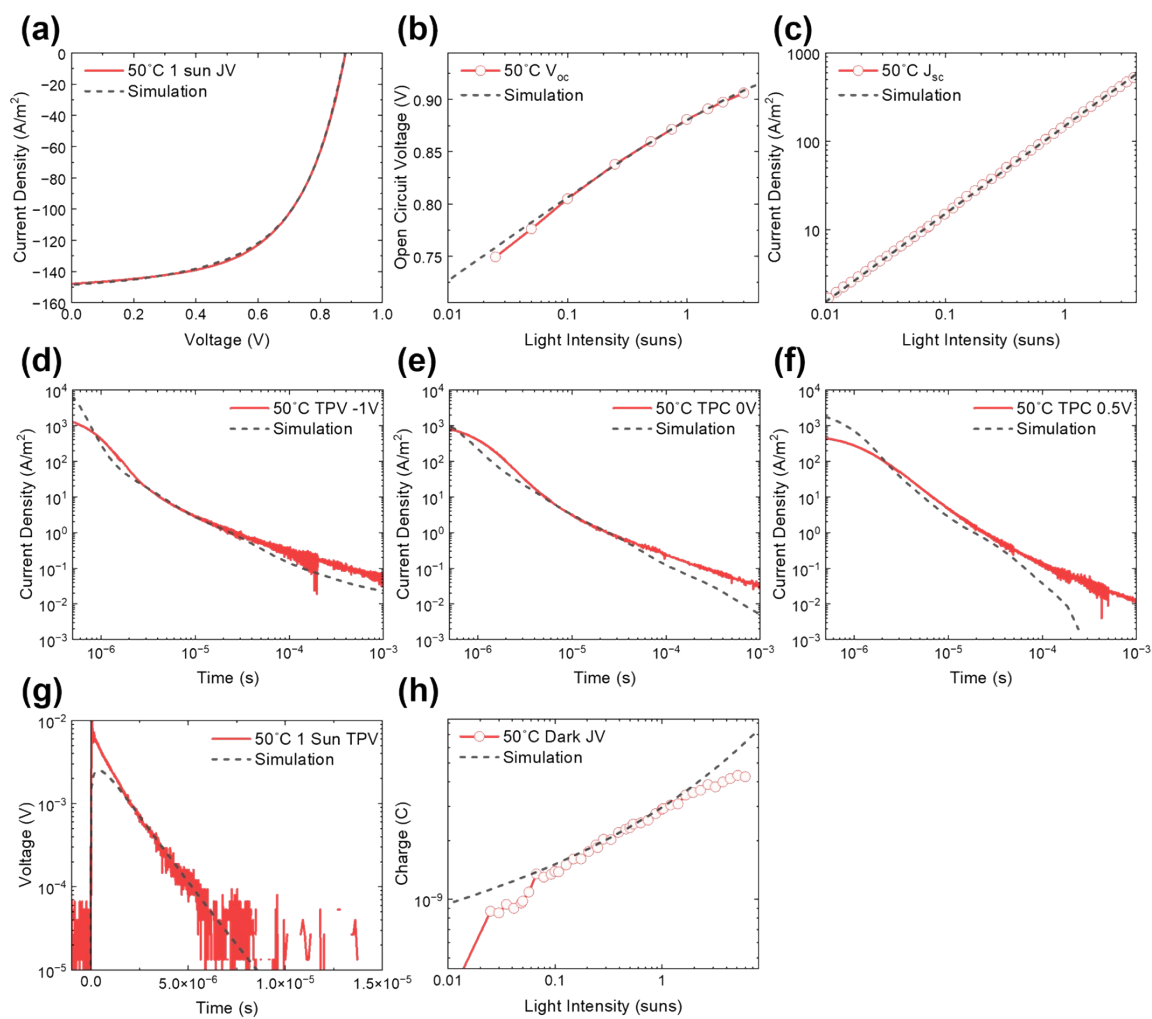 (a)
50°C 1 sun JV
Simulation
Current Density (A/m²)
0
−20
−40
−60
−80
−100
−120
−140
−160
0.0
0.2
0.4
0.6
0.8
1.0
Voltage (V)
(b)
50°C Voc
Simulation
Open Circuit Voltage (V)
0.90
0.85
0.80
0.75
0.01
0.1
1
Light Intensity (suns)
(c)
50°C Jsc
Simulation
Current Density (A/m²)
1000
100
10
0.01
0.1
1
Light Intensity (suns)
(d)
50°C TPV -1V
Simulation
Current Density (A/m²)
10⁴
10³
10²
10¹
10⁰
10⁻¹
10⁻²
10⁻³
10⁻⁶
10⁻⁵
10⁻⁴
10⁻³
Time (s)
(e)
50°C TPC 0V
Simulation
Current Density (A/m²)
10⁴
10³
10²
10¹
10⁰
10⁻¹
10⁻²
10⁻³
10⁻⁶
10⁻⁵
10⁻⁴
10⁻³
Time (s)
(f)
50°C TPC 0.5V
Simulation
Current Density (A/m²)
10⁴
10³
10²
10¹
10⁰
10⁻¹
10⁻²
10⁻³
10⁻⁶
10⁻⁵
10⁻⁴
10⁻³
Time (s)
(g)
50°C 1 Sun TPV
Simulation
Voltage (V)
10⁻²
10⁻³
10⁻⁴
10⁻⁵
0.0
5.0×10⁻⁶
1.0×10⁻⁵
1.5×10⁻⁵
Time (s)
(h)
50°C Dark JV
Simulation
Charge (C)
10⁻⁹
0.01
0.1
1
Light Intensity (suns)